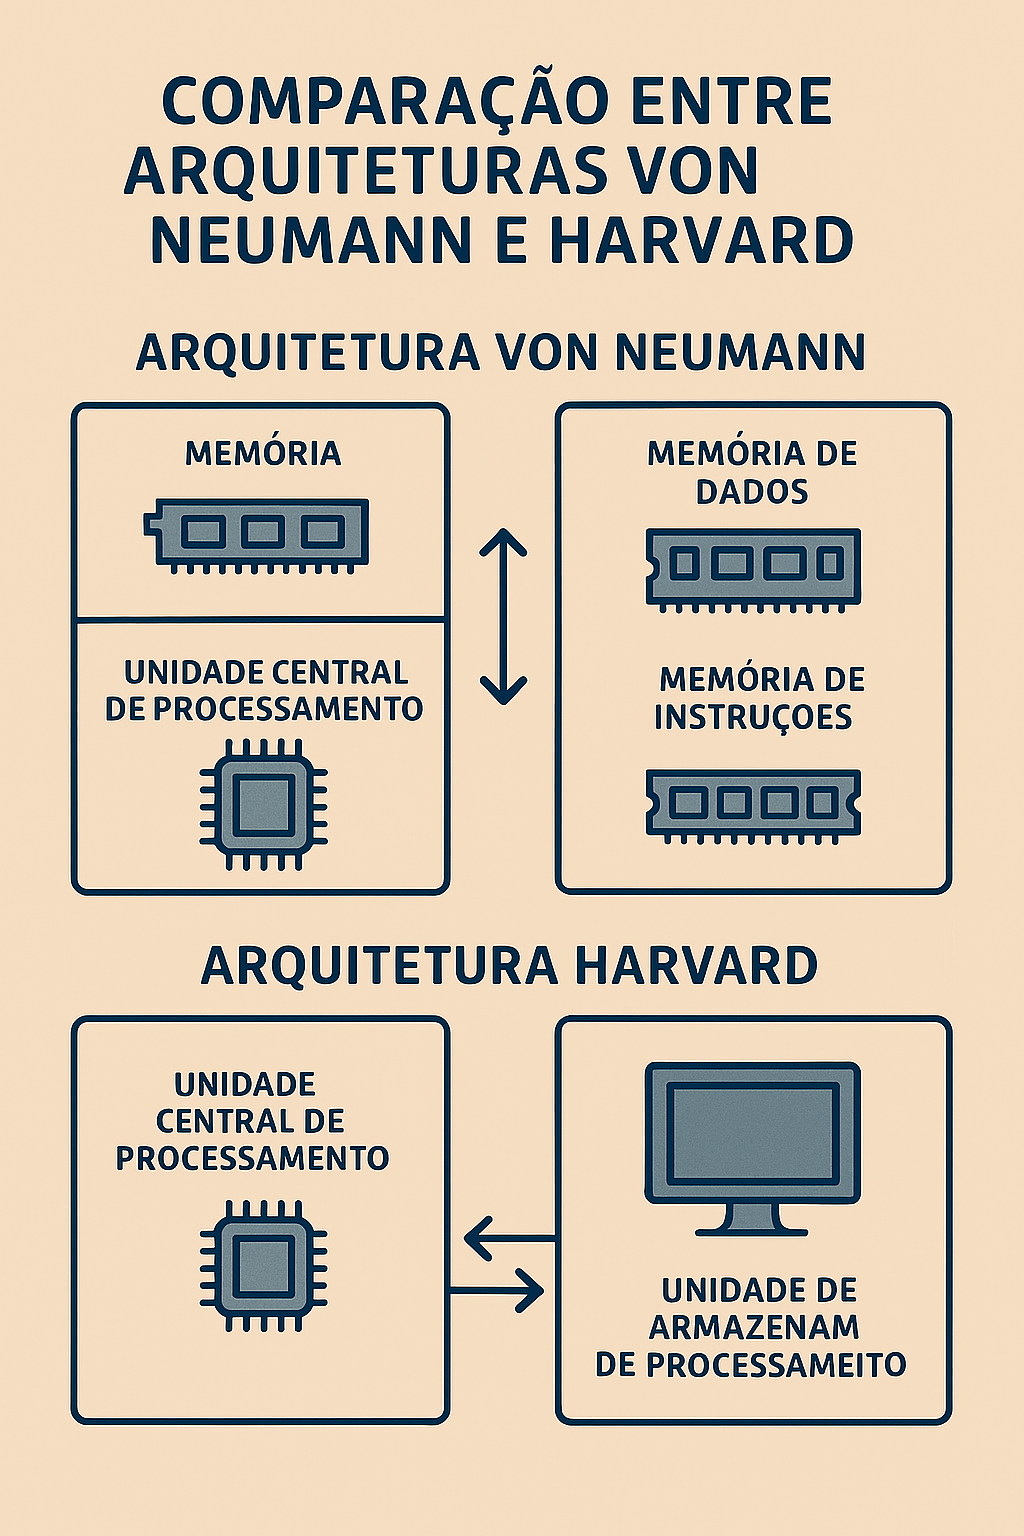 COMPARAÇÃO ENTRE
ARQUITETURAS VON
NEUMANN E HARVARD
ARQUITETURA VON NEUMANN
MEMÓRIA
UNIDADE CENTRAL
DE PROCESSAMENTO
MEMÓRIA DE
DADOS
MEMÓRIA DE
INSTRUÇOES
ARQUITETURA HARVARD
UNIDADE
CENTRAL DE
PROCESSAMENTO
UNIDADE DE
ARMAZENAM
DE PROCESSAMEITO